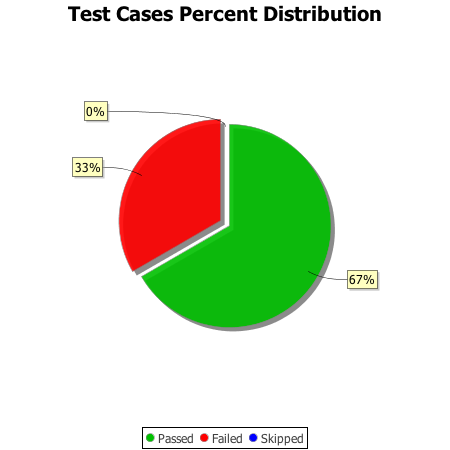 Test Cases Percent Distribution
0%
33%
67%
Passed Failed Skipped